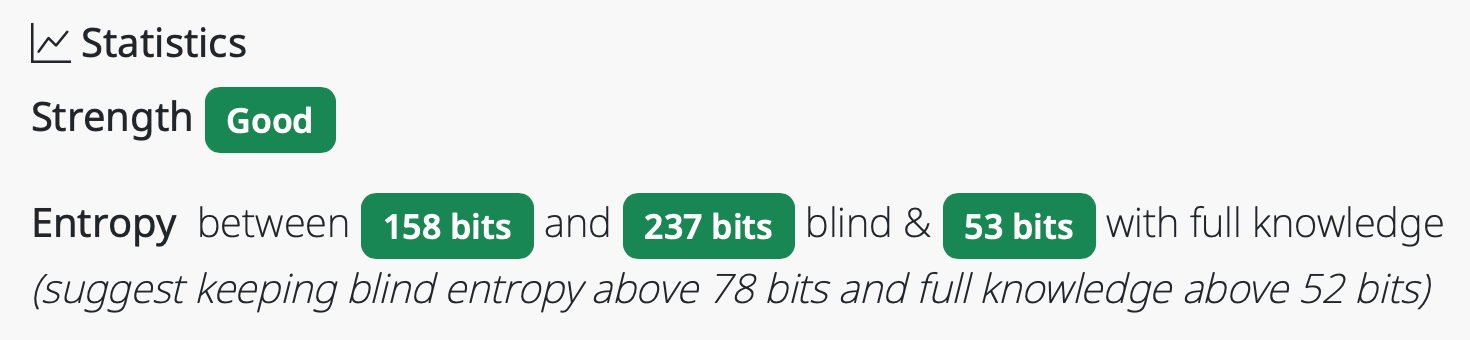 Statistics
Strength Good
Entropy between 158 bits and 237 bits blind & 53 bits with full knowledge
(suggest keeping blind entropy above 78 bits and full knowledge above 52 bits)